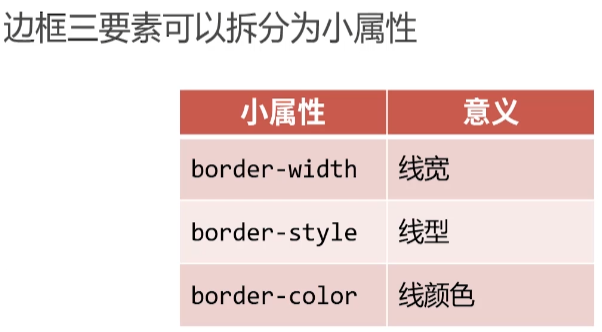 边框三要素可以拆分为小属性
小属性 意义
border-width 线宽
border-style 线型
border-color 线颜色